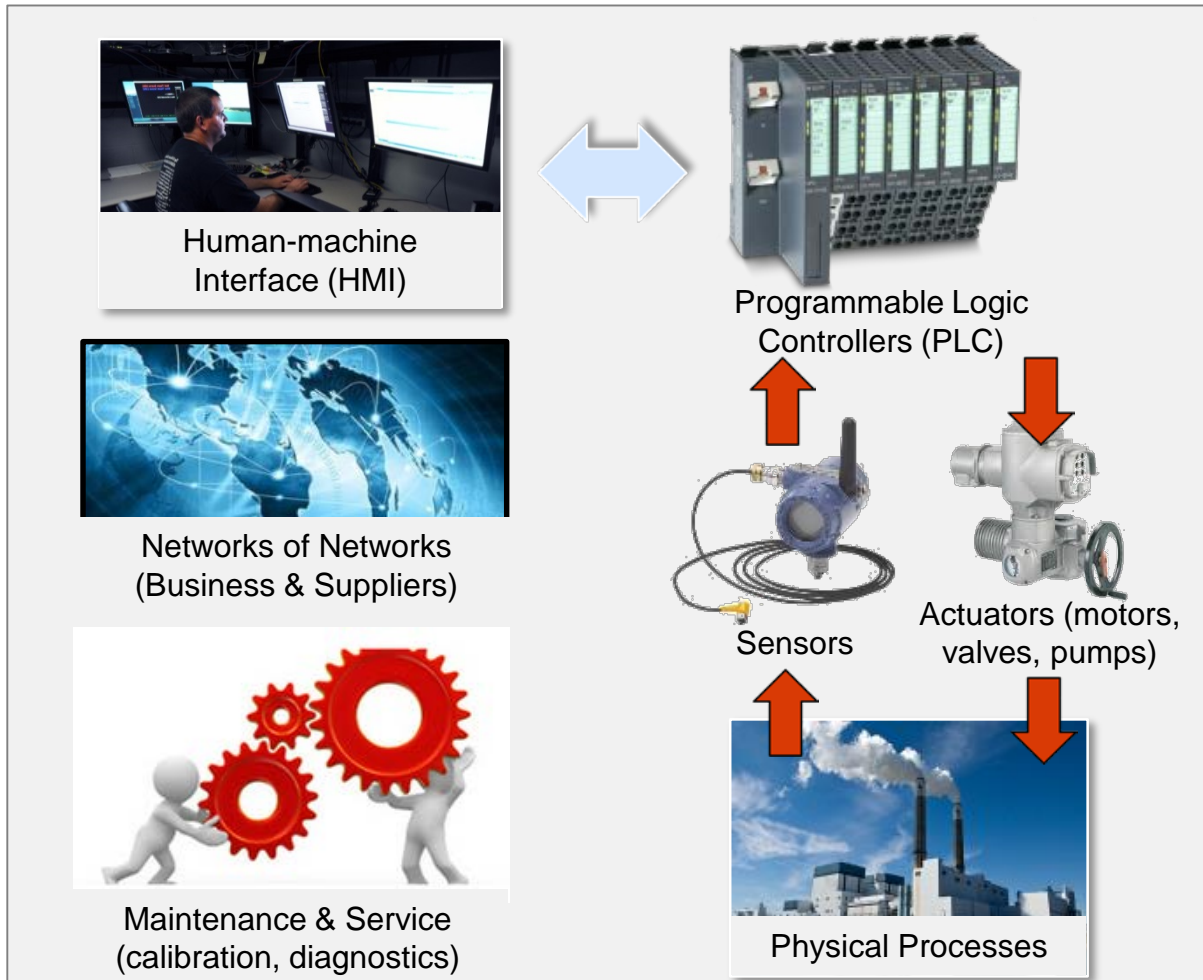 Human-machine
Interface (HMI)
Programmable Logic
Controllers (PLC)
Networks of Networks
(Business & Suppliers)
Sensors
Actuators (motors,
valves, pumps)
Maintenance & Service
(calibration, diagnostics)
Physical Processes